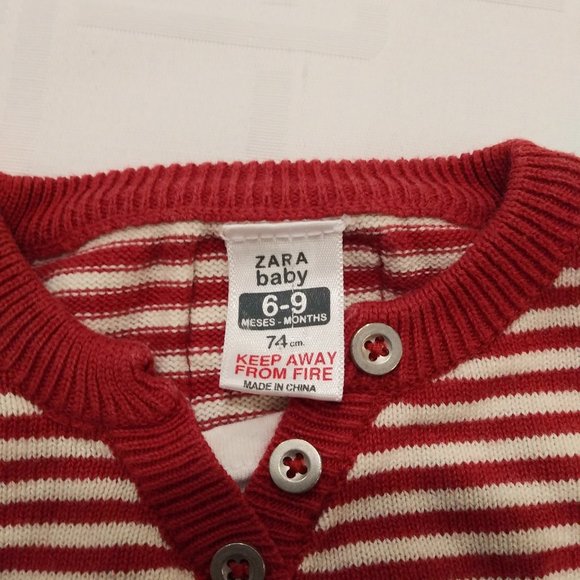 ZARA
baby
6-9
MESES - MONTHS
74 cm.
KEEP AWAY
FROM FIRE
MADE IN CHINA